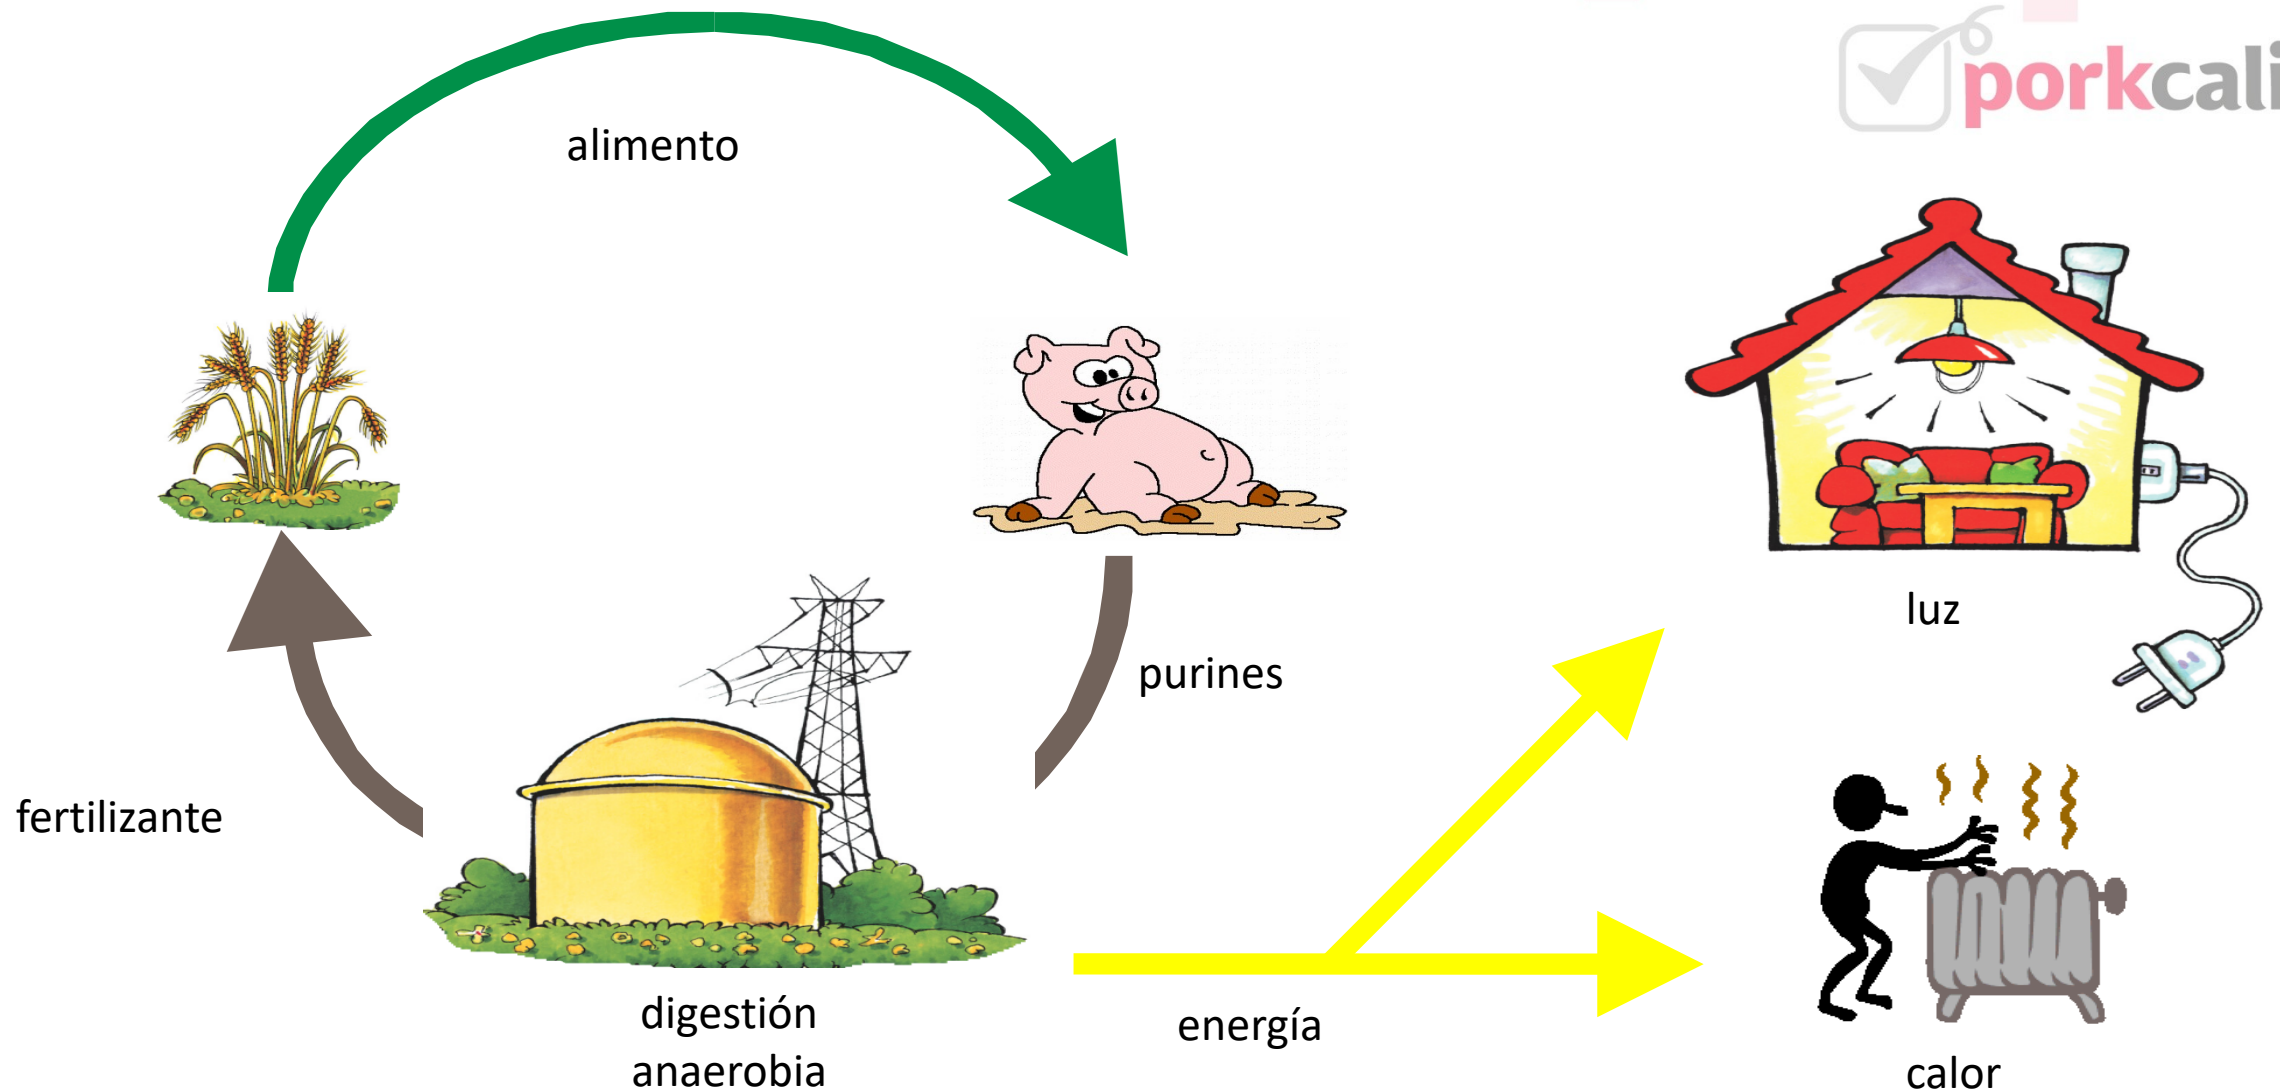 porkcali
alimento
luz
purines
fertilizante
digestión
anaerobia
energía
calor